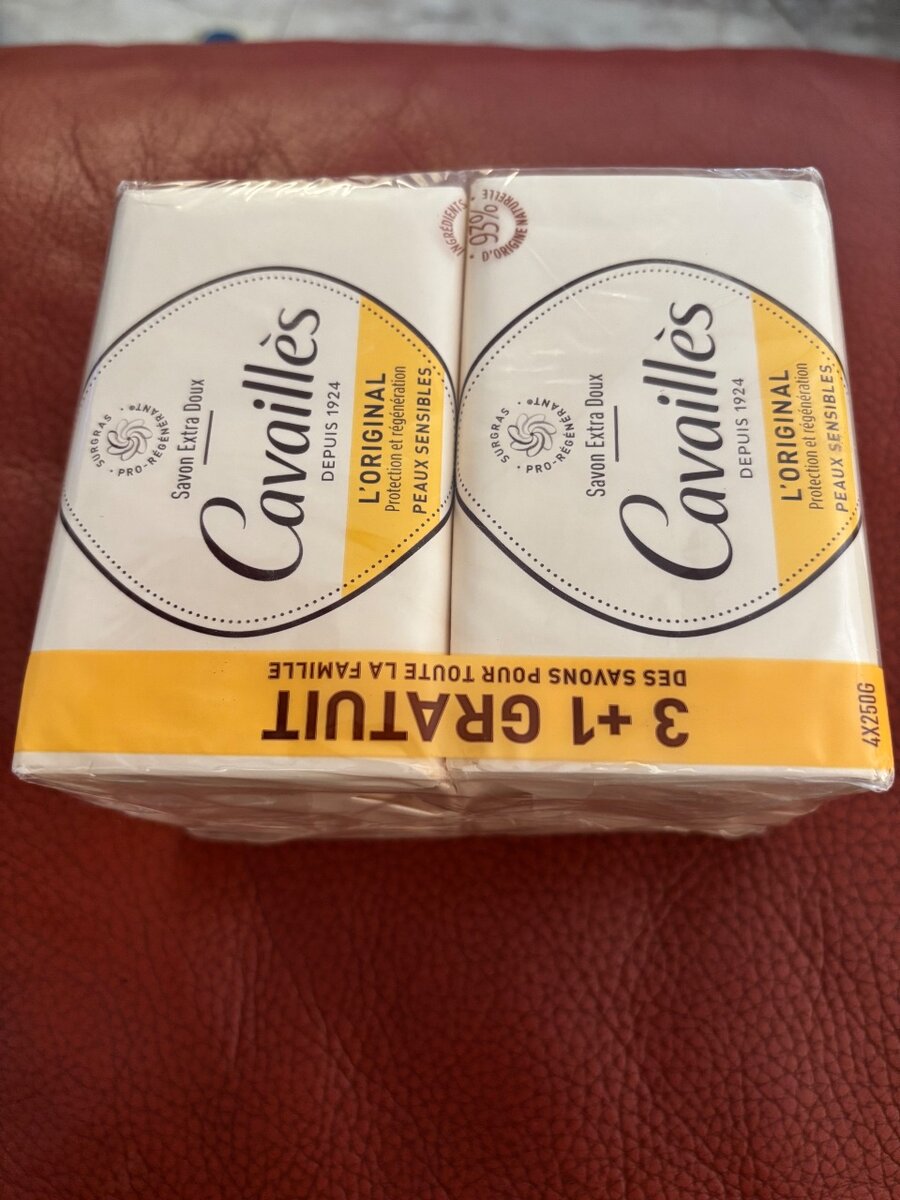 INGRÉDIENTS
93%
D'ORIGINE NATURELLE
SURGRAS
PRO-RÉGÉNÉRANT®
Savon Extra Doux
Cavaillès
DEPUIS 1924
L'ORIGINAL
Protection et régénération
PEAUX SENSIBLES
SURGRAS
PRO-RÉGÉNÉRANT®
Savon Extra Doux
Cavaillès
DEPUIS 1924
L'ORIGINAL
Protection et régénération
PEAUX SENSIBLES
3+1 GRATUIT
DES SAVONS POUR TOUTE LA FAMILLE
4X250G